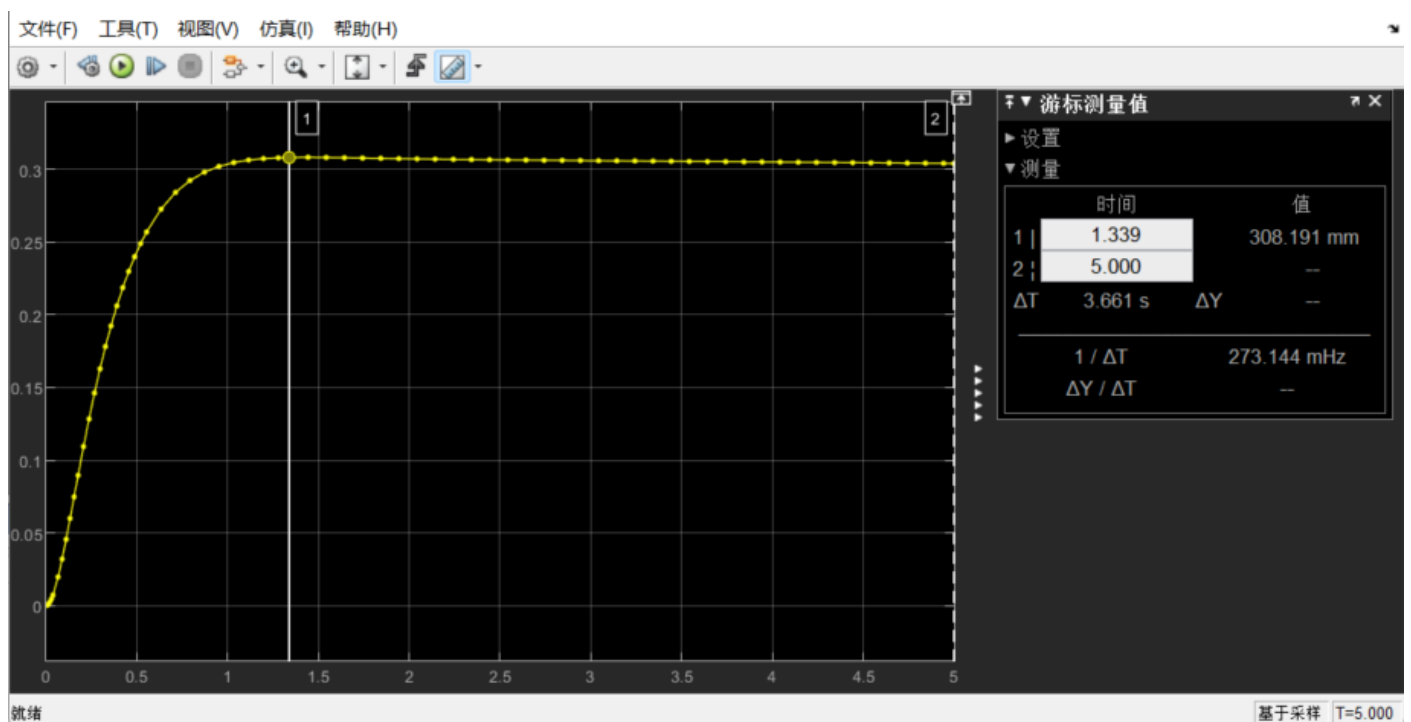 文件(F) 工具(T) 视图(V) 仿真(I) 帮助(H)
1
2
0.3
0.25
0.2
0.15
0.1
0.05
0
0 0.5 1 1.5 2 2.5 3 3.5 4 4.5 5
游标测量值
设置
测量
时间 值
1 | 1.339 308.191 mm
2 ¦ 5.000 --
ΔT 3.661 s ΔY --
1 / ΔT 273.144 mHz
ΔY / ΔT --
就绪 基于采样 T=5.000